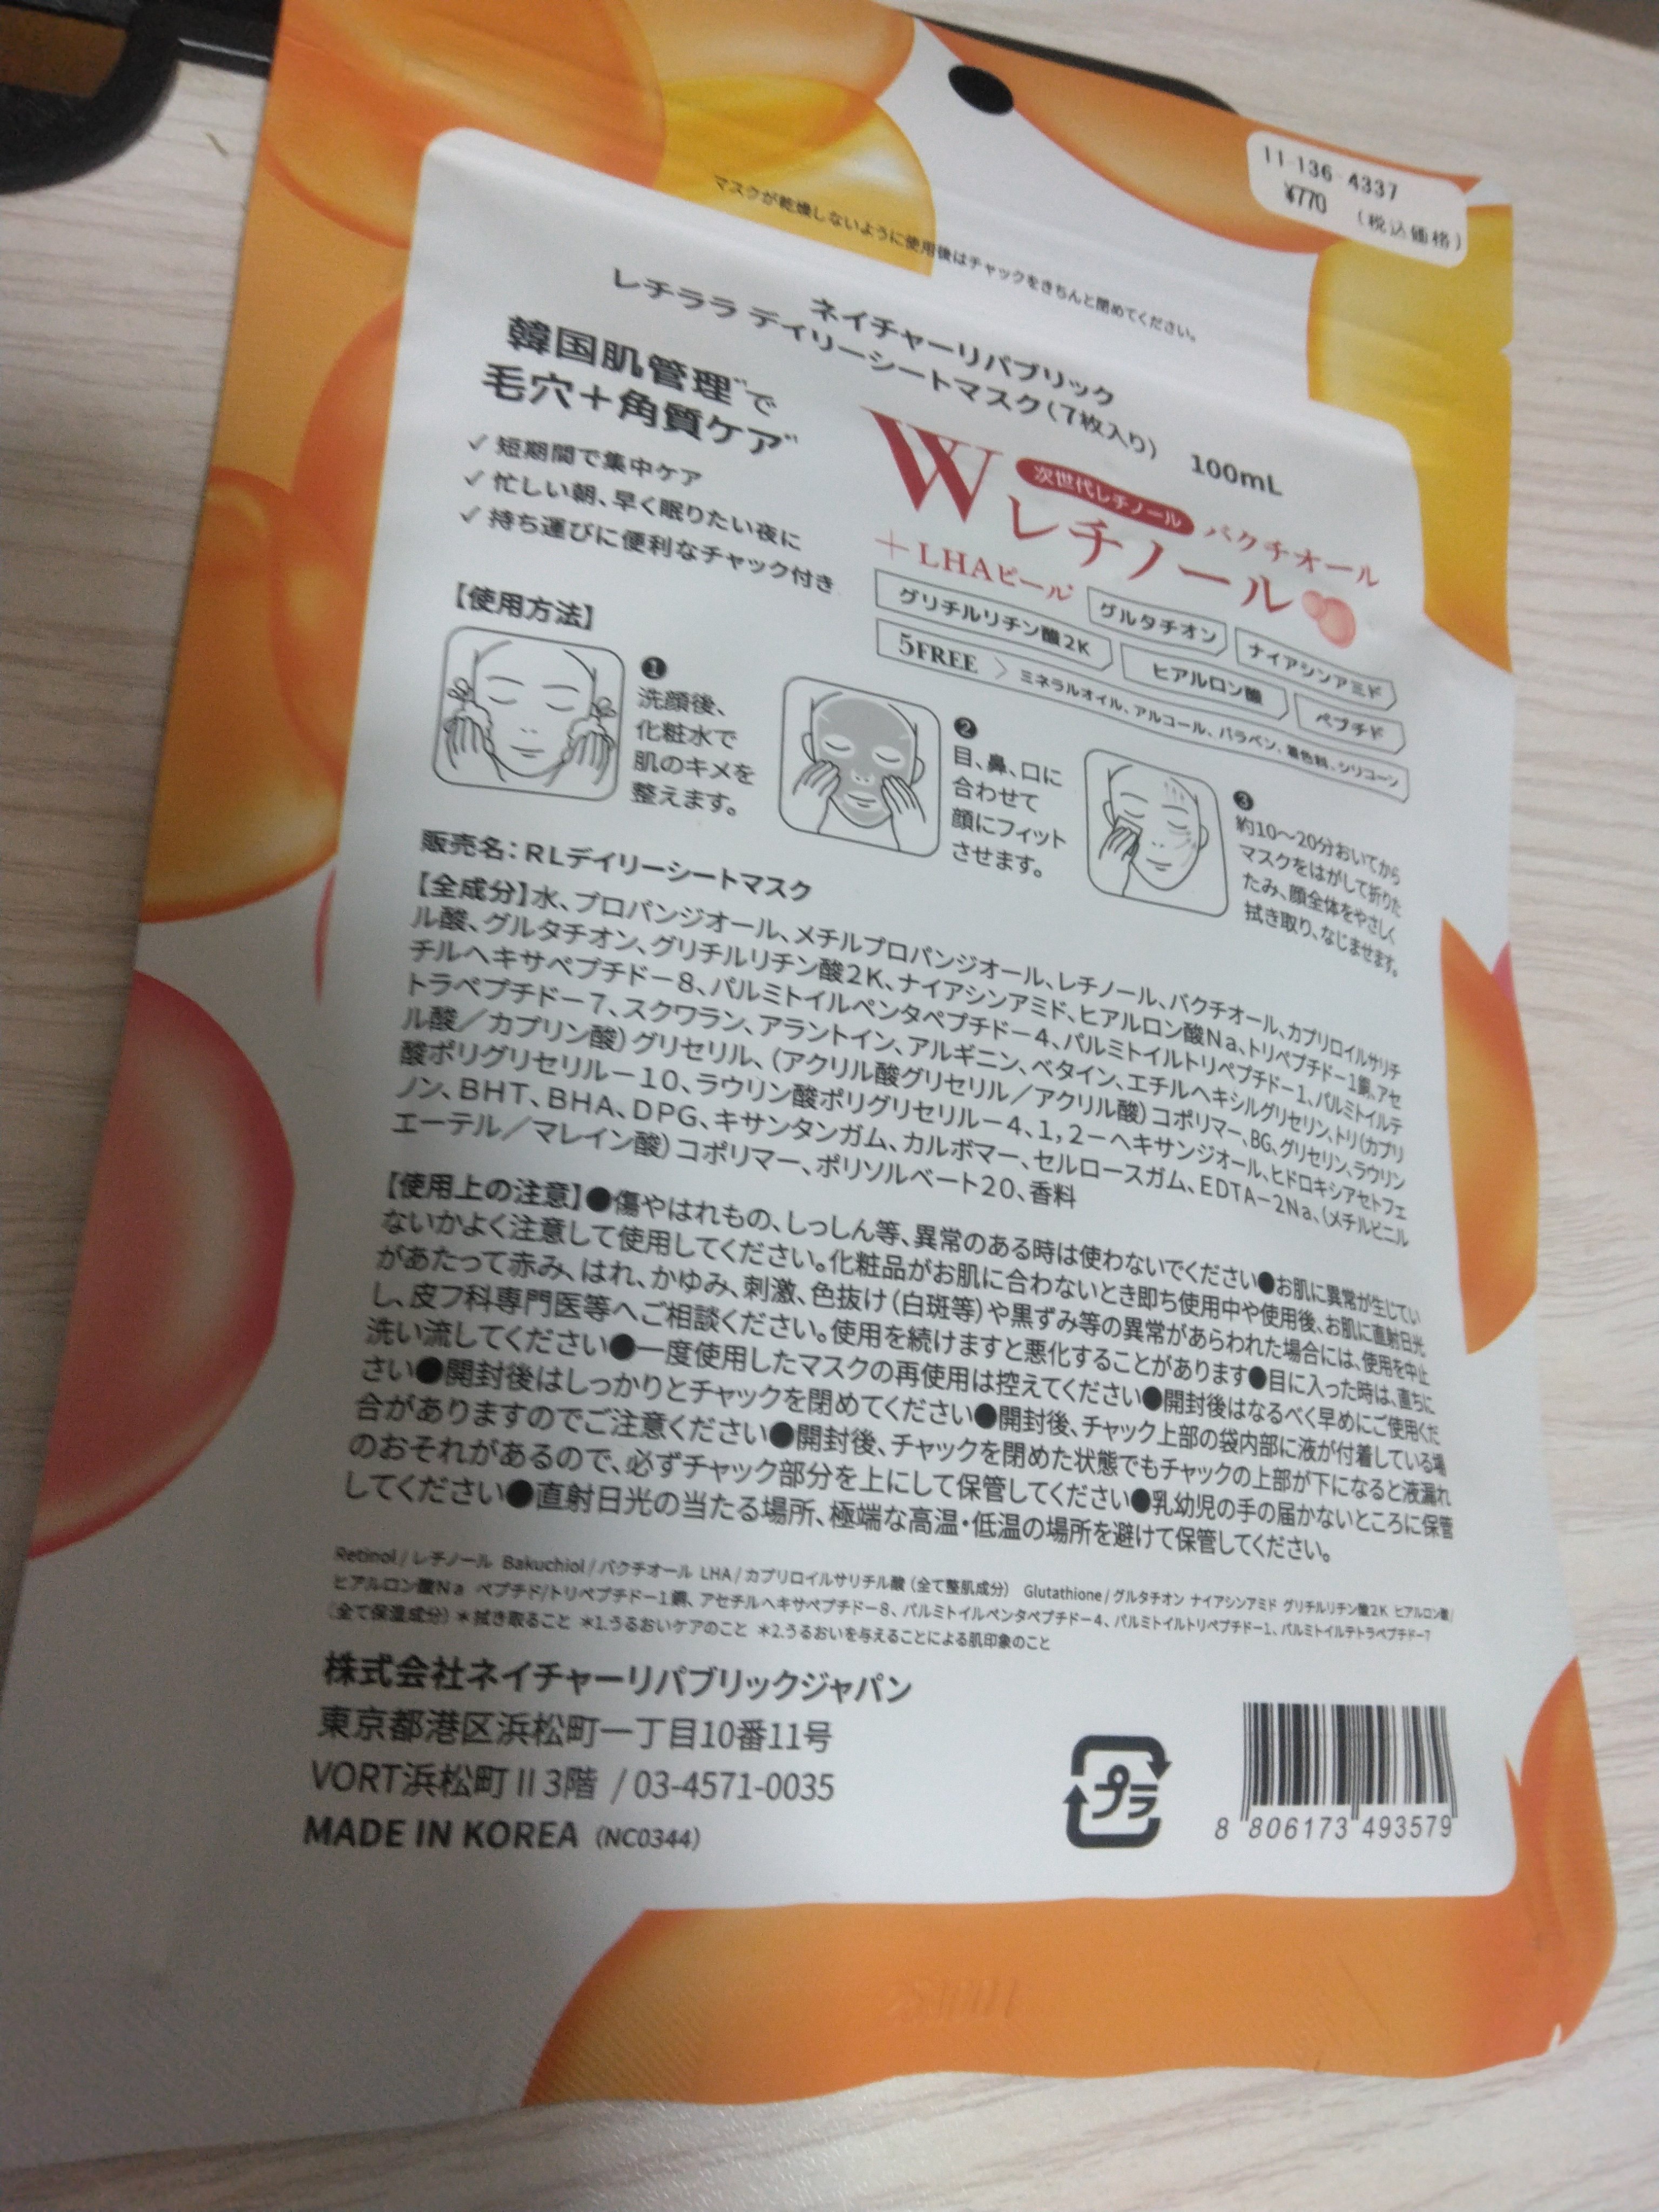 11-136 4337
¥770 (税込価格)
マスクが乾燥しないように使用後はチャックをきちんと閉めてください。
ネイチャーリパブリック
レチララ デイリーシートマスク(7枚入り) 100mL
韓国肌管理*²で
毛穴+角質ケア*¹
✓ 短期間で集中ケア
✓ 忙しい朝、早く眠りたい夜に
✓ 持ち運びに便利なチャック付き
次世代レチノール バクチオール
Wレチノール
+LHAピール*
グリチルリチン酸2K グルタチオン ナイアシンアミド
ヒアルロン酸 ペプチド
5FREE ミネラルオイル、アルコール、パラベン、着色料、シリコーン
【使用方法】
❶
洗顔後、
化粧水で
肌のキメを
整えます。
❷
目、鼻、口に
合わせて
顔にフィット
させます。
❸
約10〜20分おいてから
マスクをはがして折りた
たみ、顔全体をやさしく
拭き取り、なじませます。
販売名:RLデイリーシートマスク
【全成分】水、プロパンジオール、メチルプロパンジオール、レチノール、バクチオール、カプリロイルサリチ
ル酸、グルタチオン、グリチルリチン酸2K、ナイアシンアミド、ヒアルロン酸Na、トリペプチド-1銅、アセ
チルヘキサペプチド-8、パルミトイルペンタペプチド-4、パルミトイルトリペプチド-1、パルミトイルテ
トラペプチド-7、スクワラン、アラントイン、アルギニン、ベタイン、エチルヘキシルグリセリン、トリ(カプリ
ル酸/カプリン酸)グリセリル、(アクリル酸グリセリル/アクリル酸)コポリマー、BG、グリセリン、ラウリン
酸ポリグリセリル-10、ラウリン酸ポリグリセリル-4、1,2-ヘキサンジオール、ヒドロキシアセトフェ
ノン、BHT、BHA、DPG、キサンタンガム、カルボマー、セルロースガム、EDTA-2Na、(メチルビニル
エーテル/マレイン酸)コポリマー、ポリソルベート20、香料
【使用上の注意】●傷やはれもの、しっしん等、異常のある時は使わないでください●お肌に異常が生じてい
ないかよく注意して使用してください。化粧品がお肌に合わないとき即ち使用中や使用後、お肌に直射日光
があたって赤み、はれ、かゆみ、刺激、色抜け(白斑等)や黒ずみ等の異常があらわれた場合には、使用を中止
し、皮フ科専門医等へご相談ください。使用を続けますと悪化することがあります●目に入った時は、直ちに
洗い流してください●一度使用したマスクの再使用は控えてください●開封後はなるべく早めにご使用くだ
さい●開封後はしっかりとチャックを閉めてください●開封後、チャック上部の袋内部に液が付着している場
合がありますのでご注意ください●開封後、チャックを閉めた状態でもチャックの上部が下になると液漏れ
のおそれがあるので、必ずチャック部分を上にして保管してください●乳幼児の手の届かないところに保管
してください●直射日光の当たる場所、極端な高温・低温の場所を避けて保管してください。
Retinol/レチノール Bakuchiol/バクチオール LHA/カプリロイルサリチル酸(全て整肌成分) Glutathione/グルタチオン ナイアシンアミド グリチルリチン酸2K ヒアルロン酸/
ヒアルロン酸Na ペプチド/トリペプチド-1銅、アセチルヘキサペプチド-8、パルミトイルペンタペプチド-4、パルミトイルトリペプチド-1、パルミトイルテトラペプチド-7
(全て保湿成分) *拭き取ること *1.うるおいケアのこと *2.うるおいを与えることによる肌印象のこと
株式会社ネイチャーリパブリックジャパン
東京都港区浜松町一丁目10番11号
VORT浜松町Ⅱ3階 / 03-4571-0035
MADE IN KOREA (NC0344)
プラ
8 806173 493579